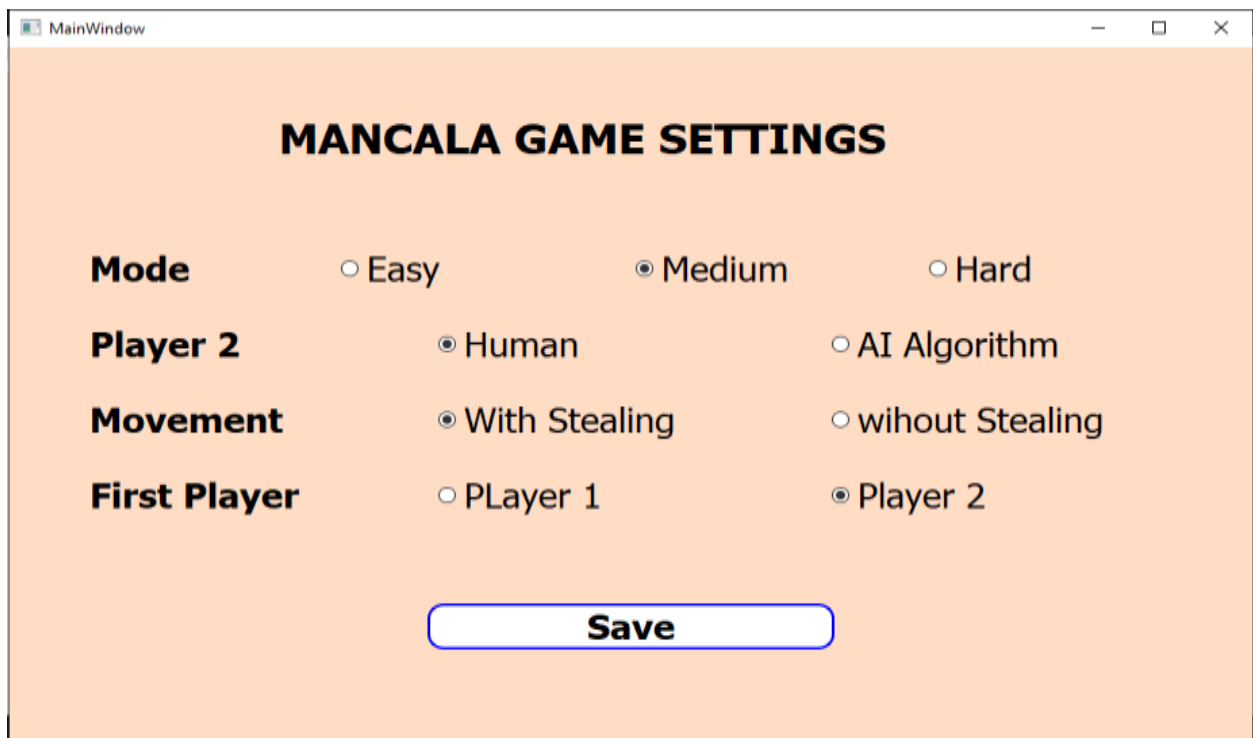 MainWindow
MANCALA GAME SETTINGS
Mode Easy Medium Hard
Player 2 Human AI Algorithm
Movement With Stealing wihout Stealing
First Player PLayer 1 Player 2
Save